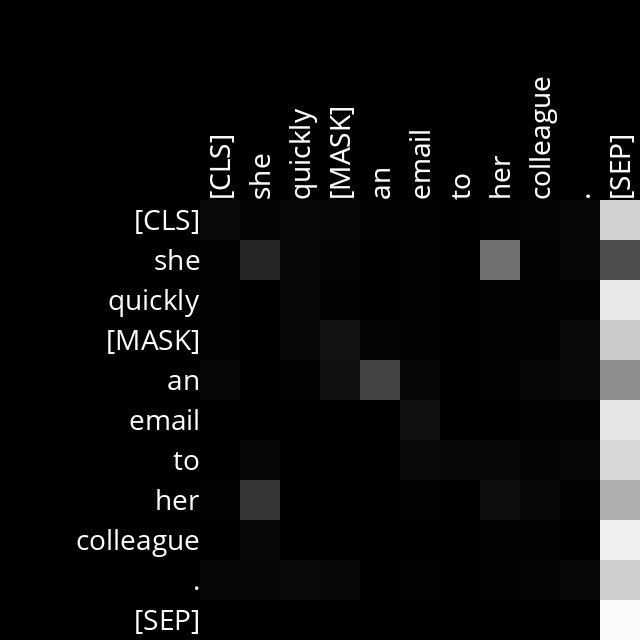 [CLS] she quickly [MASK] an email to her colleague . [SEP]
[CLS]
she
quickly
[MASK]
an
email
to
her
colleague
.
[SEP]